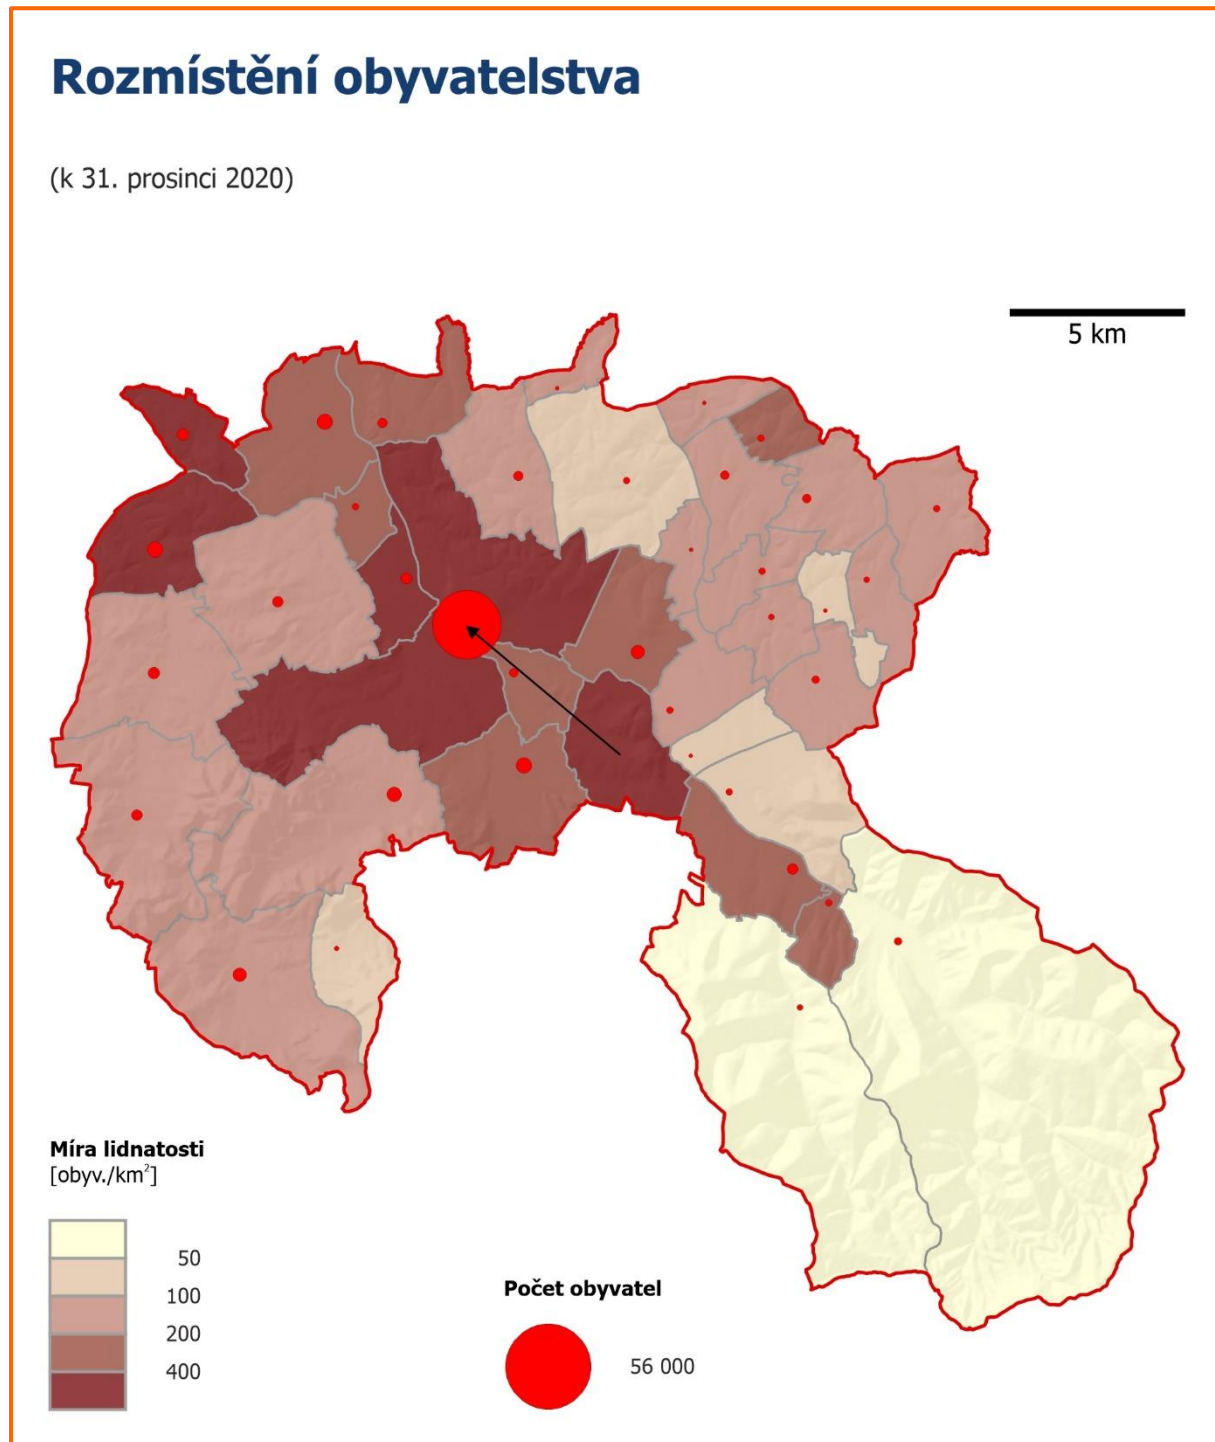 Rozmístění obyvatelstva
(k 31. prosinci 2020)
5 km
Míra lidnatosti
[obyv./km²]
50
100
200
400
Počet obyvatel
56 000